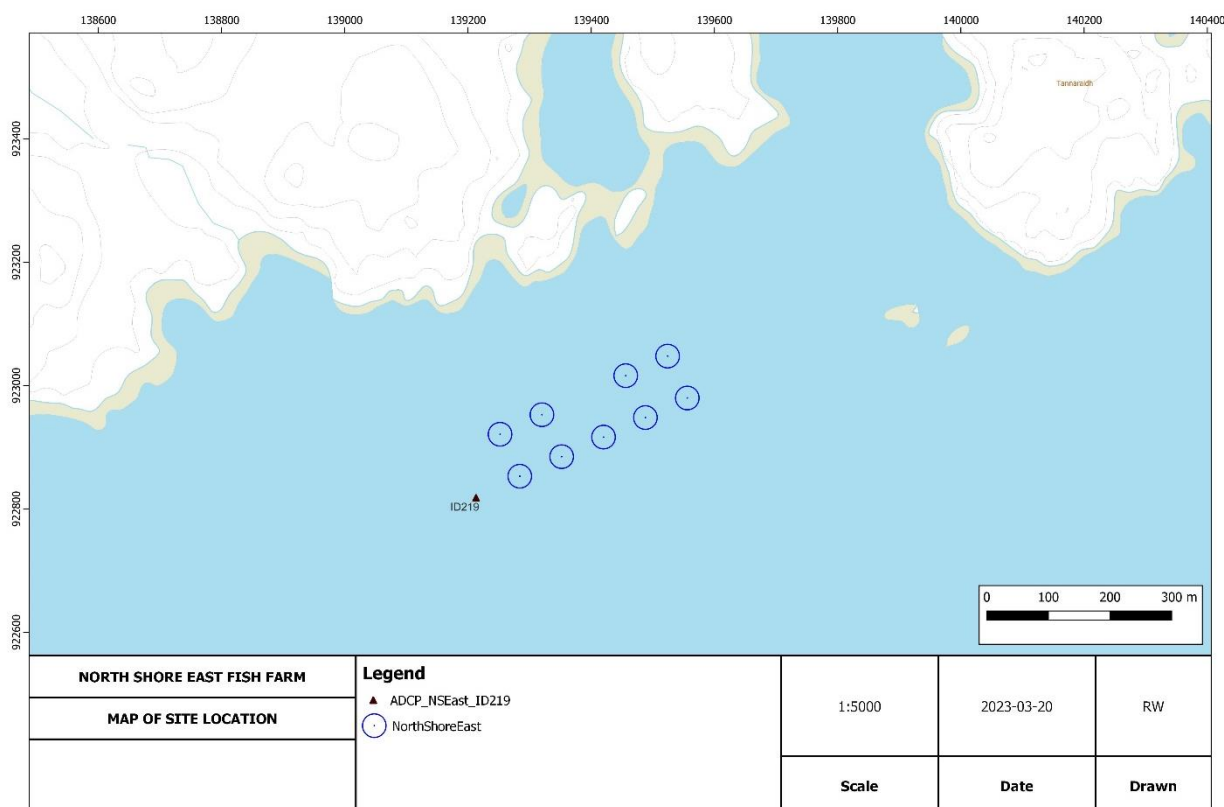 138600 138800 139000 139200 139400 139600 139800 140000 140200 140400
Tannaraidh
923400
923200
923000
922800
922600
ID219
0 100 200 300 m
NORTH SHORE EAST FISH FARM
MAP OF SITE LOCATION
Legend
ADCP_NSEast_ID219
NorthShoreEast
1:5000 2023-03-20 RW
Scale Date Drawn